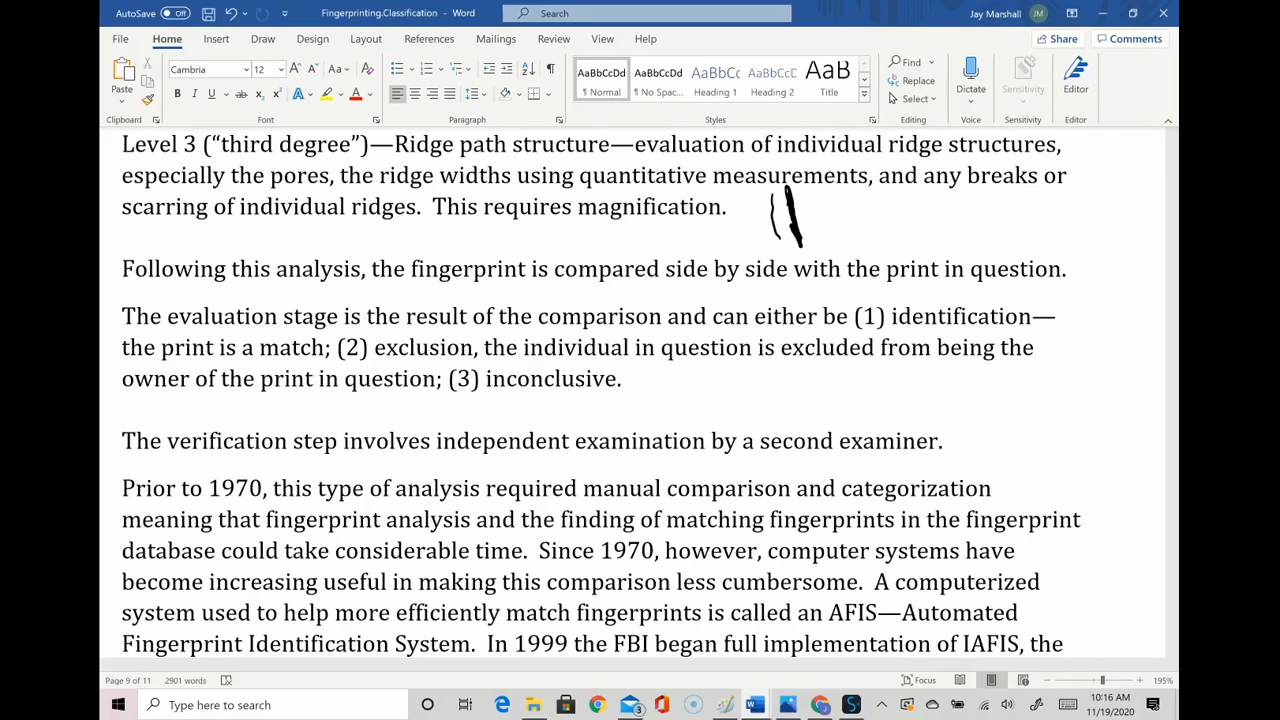 AutoSave Off Fingerprinting.Classification - Word Search Jay Marshall JM
File Home Insert Draw Design Layout References Mailings Review View Help Share Comments
Paste Cambria 12 AaBbCcDd AaBbCcDd AaBbCc AaBbCcD AaB Find Replace Select Dictate Sensitivity Editor
¶ Normal ¶ No Spac... Heading 1 Heading 2 Title
Clipboard Font Paragraph Styles Editing Voice Sensitivity Editor
Level 3 (“third degree”)—Ridge path structure—evaluation of individual ridge structures,
especially the pores, the ridge widths using quantitative measurements, and any breaks or
scarring of individual ridges. This requires magnification.
Following this analysis, the fingerprint is compared side by side with the print in question.
The evaluation stage is the result of the comparison and can either be (1) identification—
the print is a match; (2) exclusion, the individual in question is excluded from being the
owner of the print in question; (3) inconclusive.
The verification step involves independent examination by a second examiner.
Prior to 1970, this type of analysis required manual comparison and categorization
meaning that fingerprint analysis and the finding of matching fingerprints in the fingerprint
database could take considerable time. Since 1970, however, computer systems have
become increasing useful in making this comparison less cumbersome. A computerized
system used to help more efficiently match fingerprints is called an AFIS—Automated
Fingerprint Identification System. In 1999 the FBI began full implementation of IAFIS, the
Page 9 of 11 2901 words Focus 195%
Type here to search 3 10:16 AM
11/19/2020